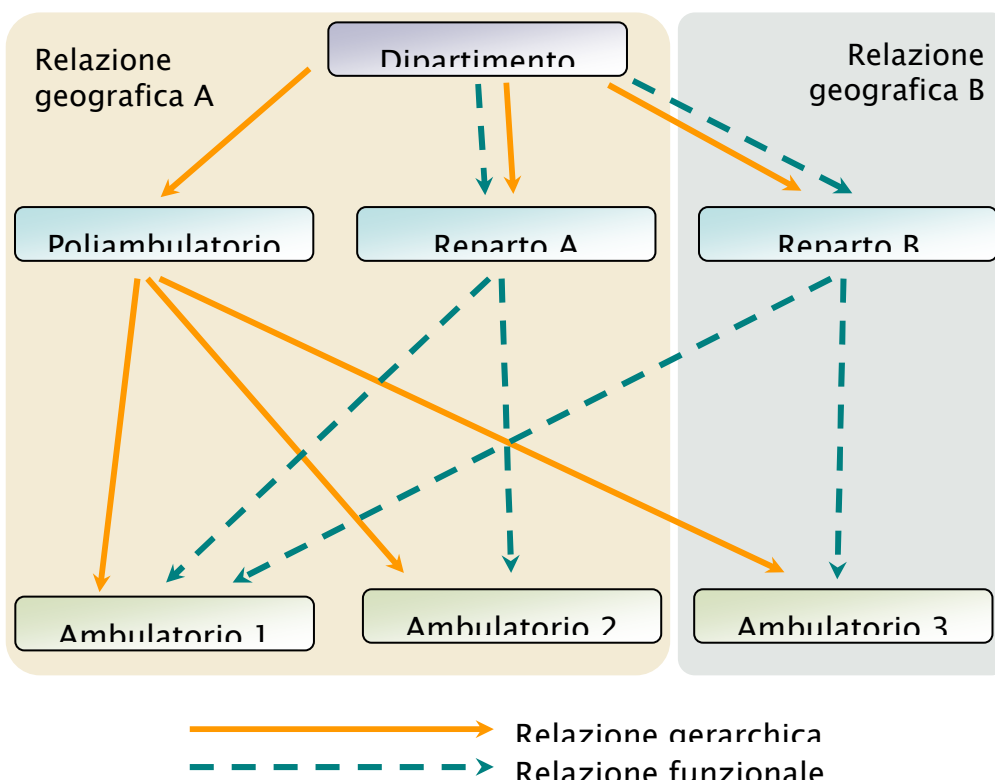 Relazione
geografica A
Dipartimento
Relazione
geografica B
Poliambulatorio
Reparto A
Reparto B
Ambulatorio 1
Ambulatorio 2
Ambulatorio 3
Relazione gerarchica
Relazione funzionale